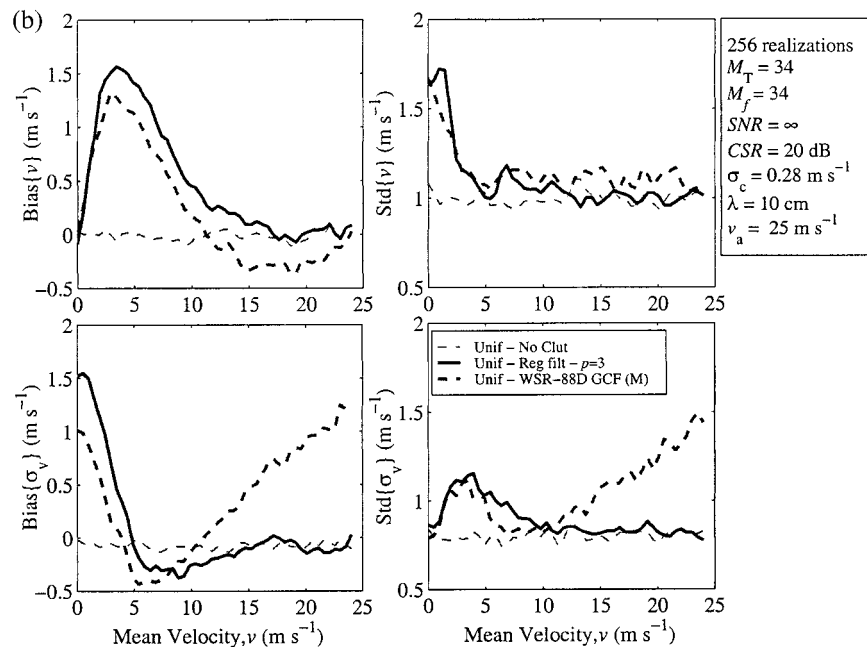 (b)
2
1.5
1
0.5
0
−0.5
Bias{v} (m s⁻¹)
0 5 10 15 20 25
2
1.5
1
0.5
Std{v} (m s⁻¹)
0 5 10 15 20 25
256 realizations
M_T = 34
M_f = 34
SNR = ∞
CSR = 20 dB
σ_c = 0.28 m s⁻¹
λ = 10 cm
v_a = 25 m s⁻¹
2
1.5
1
0.5
0
−0.5
Bias{σ_v} (m s⁻¹)
0 5 10 15 20 25
Mean Velocity,v (m s⁻¹)
2
1.5
1
0.5
Std{σ_v} (m s⁻¹)
Unif − No Clut
Unif − Reg filt − p=3
Unif − WSR−88D GCF (M)
0 5 10 15 20 25
Mean Velocity,v (m s⁻¹)